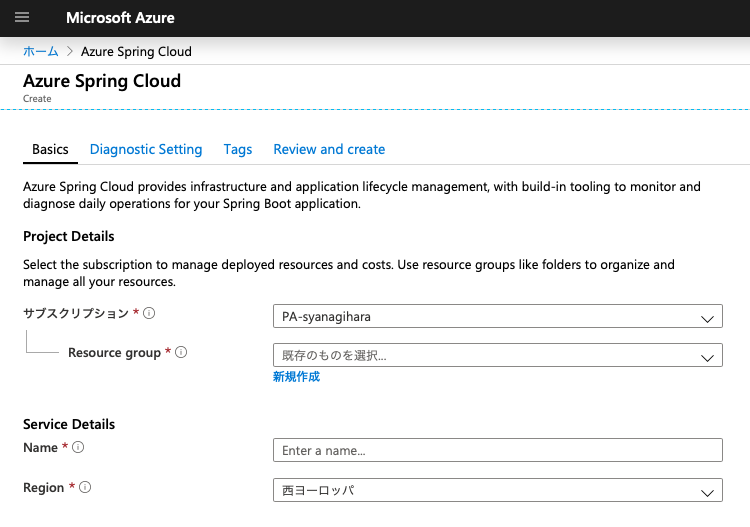 Microsoft Azure
ホーム > Azure Spring Cloud
Azure Spring Cloud
Create
Basics Diagnostic Setting Tags Review and create
Azure Spring Cloud provides infrastructure and application lifecycle management, with build-in tooling to monitor and
diagnose daily operations for your Spring Boot application.
Project Details
Select the subscription to manage deployed resources and costs. Use resource groups like folders to organize and
manage all your resources.
サブスクリプション * PA-syanagihara
Resource group * 既存のものを選択...
新規作成
Service Details
Name * Enter a name...
Region * 西ヨーロッパ